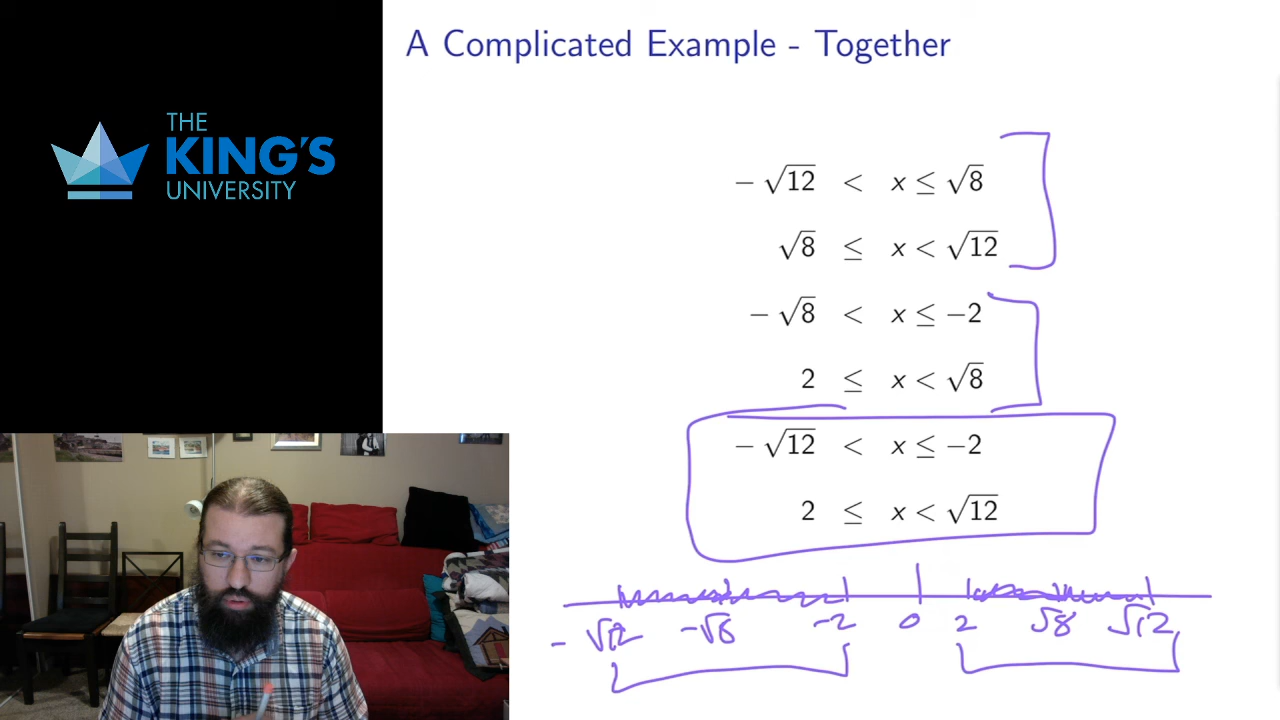 A Complicated Example - Together
THE
KING'S
UNIVERSITY
− √12 < x ≤ √8
√8 ≤ x < √12
− √8 < x ≤ −2
2 ≤ x < √8
− √12 < x ≤ −2
2 ≤ x < √12
- √12 -√8 -2 0 2 √8 √12